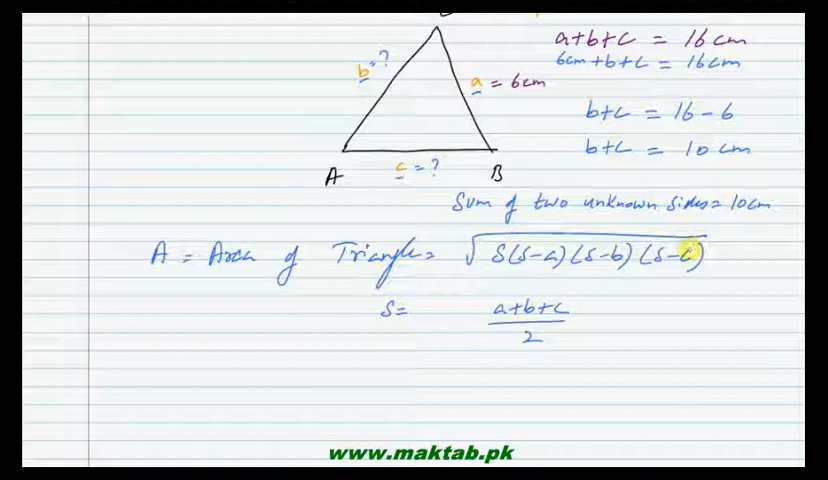 a+b+c = 16cm
6cm+b+c = 16cm
b=?
a = 6cm
b+c = 16-6
b+c = 10cm
c=?
A
B
Sum of two unknown sides=10cm
A = Area of Triangle= √S(S-a)(S-b)(S-c)
S= a+b+c
2
www.maktab.pk